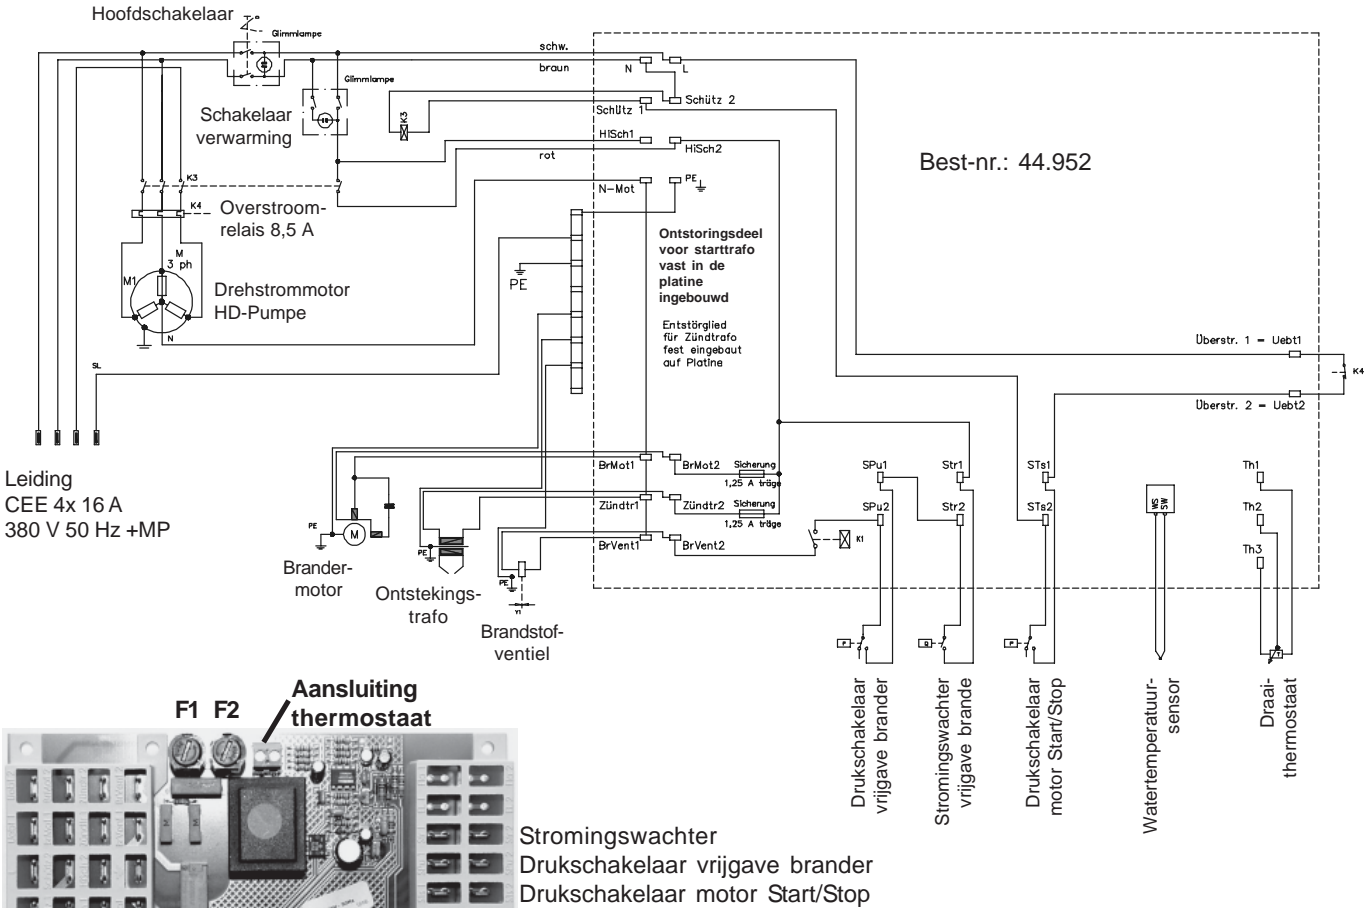 Hoofdschakelaar
Glimmlampe
schw.
braun
N
L
Glimmlampe
Schakelaar
verwarming
K3
Schütz 1
Schütz 2
HiSch1
HiSch2
rot
Best-nr.: 44.952
K3
N-Mot
PE
K4
Overstroom-
relais 8,5 A
Ontstoringsdeel
voor starttrafo
vast in de
platine
ingebouwd
M
3 ph
M1
PE
Drehstrommotor
HD-Pumpe
N
Entstörglied
für Zündtrafo
fest eingebaut
auf Platine
Überstr. 1 = Uebt1
SL
K4
Überstr. 2 = Uebt2
Leiding
CEE 4x 16 A
380 V 50 Hz +MP
BrMot1
BrMot2
Sicherung
1,25 A träge
SPu1
Str1
STs1
Th1
Zündtr1
Zündtr2
Sicherung
1,25 A träge
SPu2
Str2
STs2
WS
SW
Th2
PE
M
PE
BrVent1
BrVent2
K1
Th3
Brander-
motor
Ontstekings-
trafo
PE
Y1
Brandstof-
ventiel
P
Q
P
T
Drukschakelaar
vrijgave brander
Stromingswachter
vrijgave brande
Drukschakelaar
motor Start/Stop
Watertemperatuur-
sensor
Draai-
thermostaat
F1 F2
Aansluiting
thermostaat
Stromingswachter
Drukschakelaar vrijgave brander
Drukschakelaar motor Start/Stop